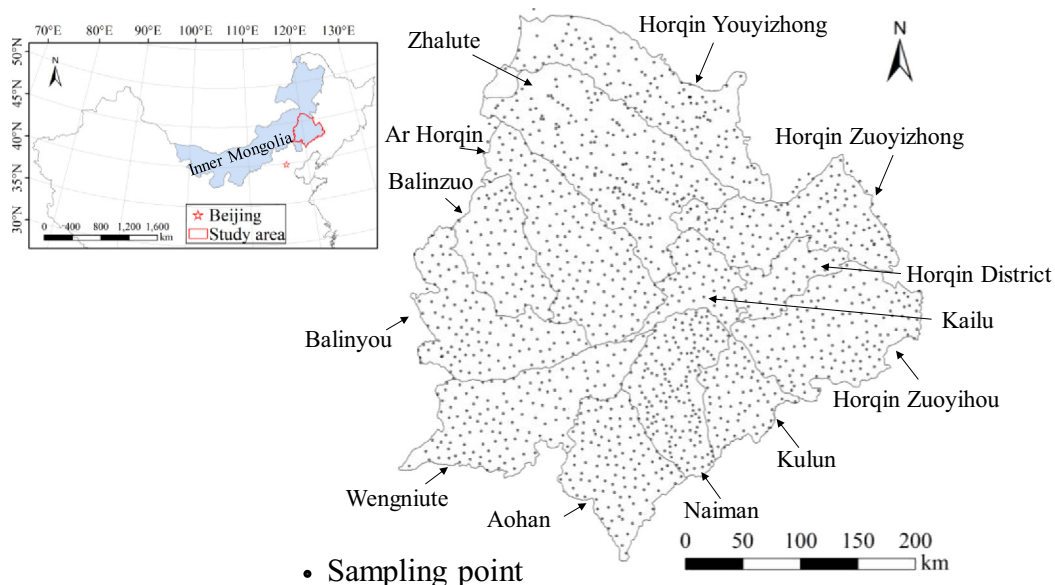 70°E 80°E 90°E 100°E 110°E 120°E 130°E
50°N
45°N
40°N
35°N
30°N
N
Inner Mongolia
Beijing
Study area
0 400 800 1,200 1,600
km
Zhalute
Horqin Youyizhong
N
Ar Horqin
Horqin Zuoyizhong
Balinzuo
Horqin District
Kailu
Balinyou
Horqin Zuoyihou
Kulun
Wengniute
Naiman
Aohan
0 50 100 150 200
km
• Sampling point